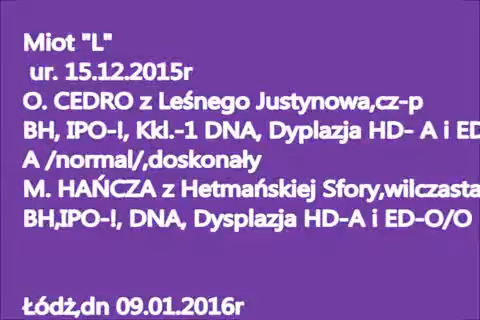 Miot "L"
ur. 15.12.2015r
O. CEDRO z Leśnego Justynowa,cz-p
BH, IPO-I, Kkl.-1 DNA, Dyplazja HD- A i ED
A /normal/,doskonały
M. HAŃCZA z Hetmańskiej Sfory,wilczasta
BH,IPO-I, DNA, Dysplazja HD-A i ED-O/O
Łódż,dn 09.01.2016r